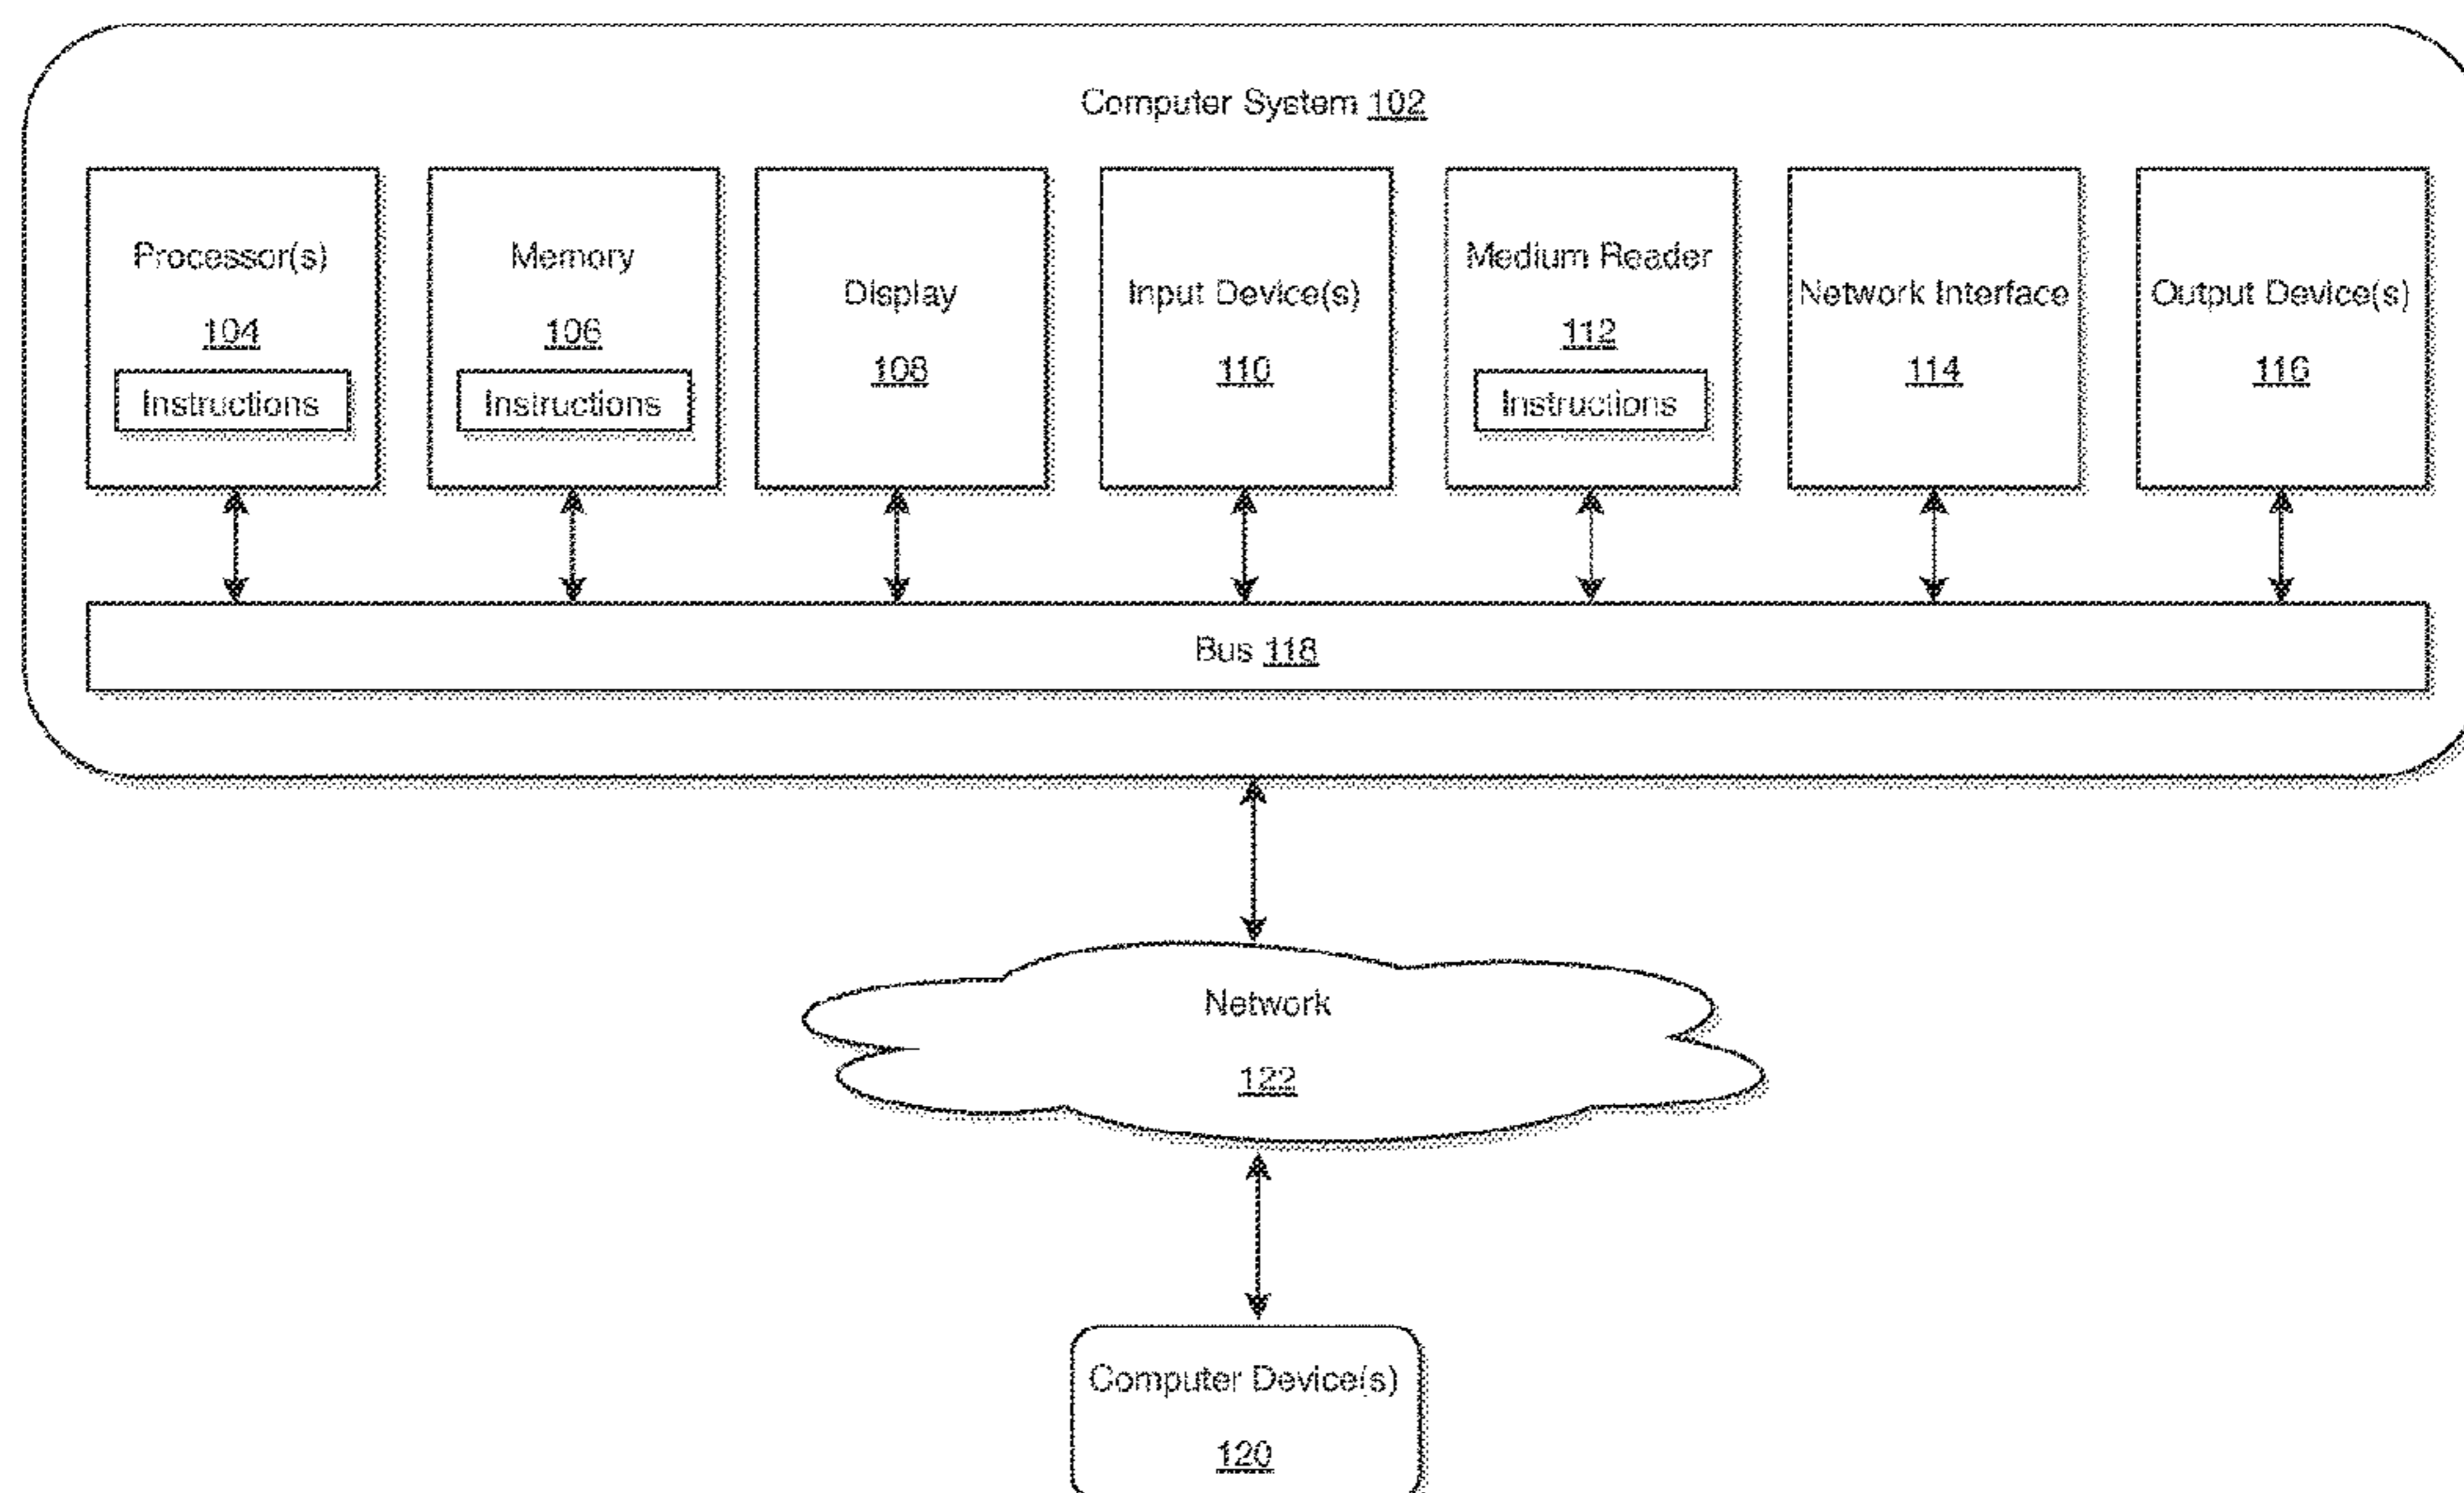 Computer System 102
Processor(s)
104
Instructions
Memory
106
Instructions
Display
108
Input Device(s)
110
Medium Reader
112
Instructions
Network Interface
114
Output Device(s)
116
Bus 118
Network
122
Computer Device(s)
120